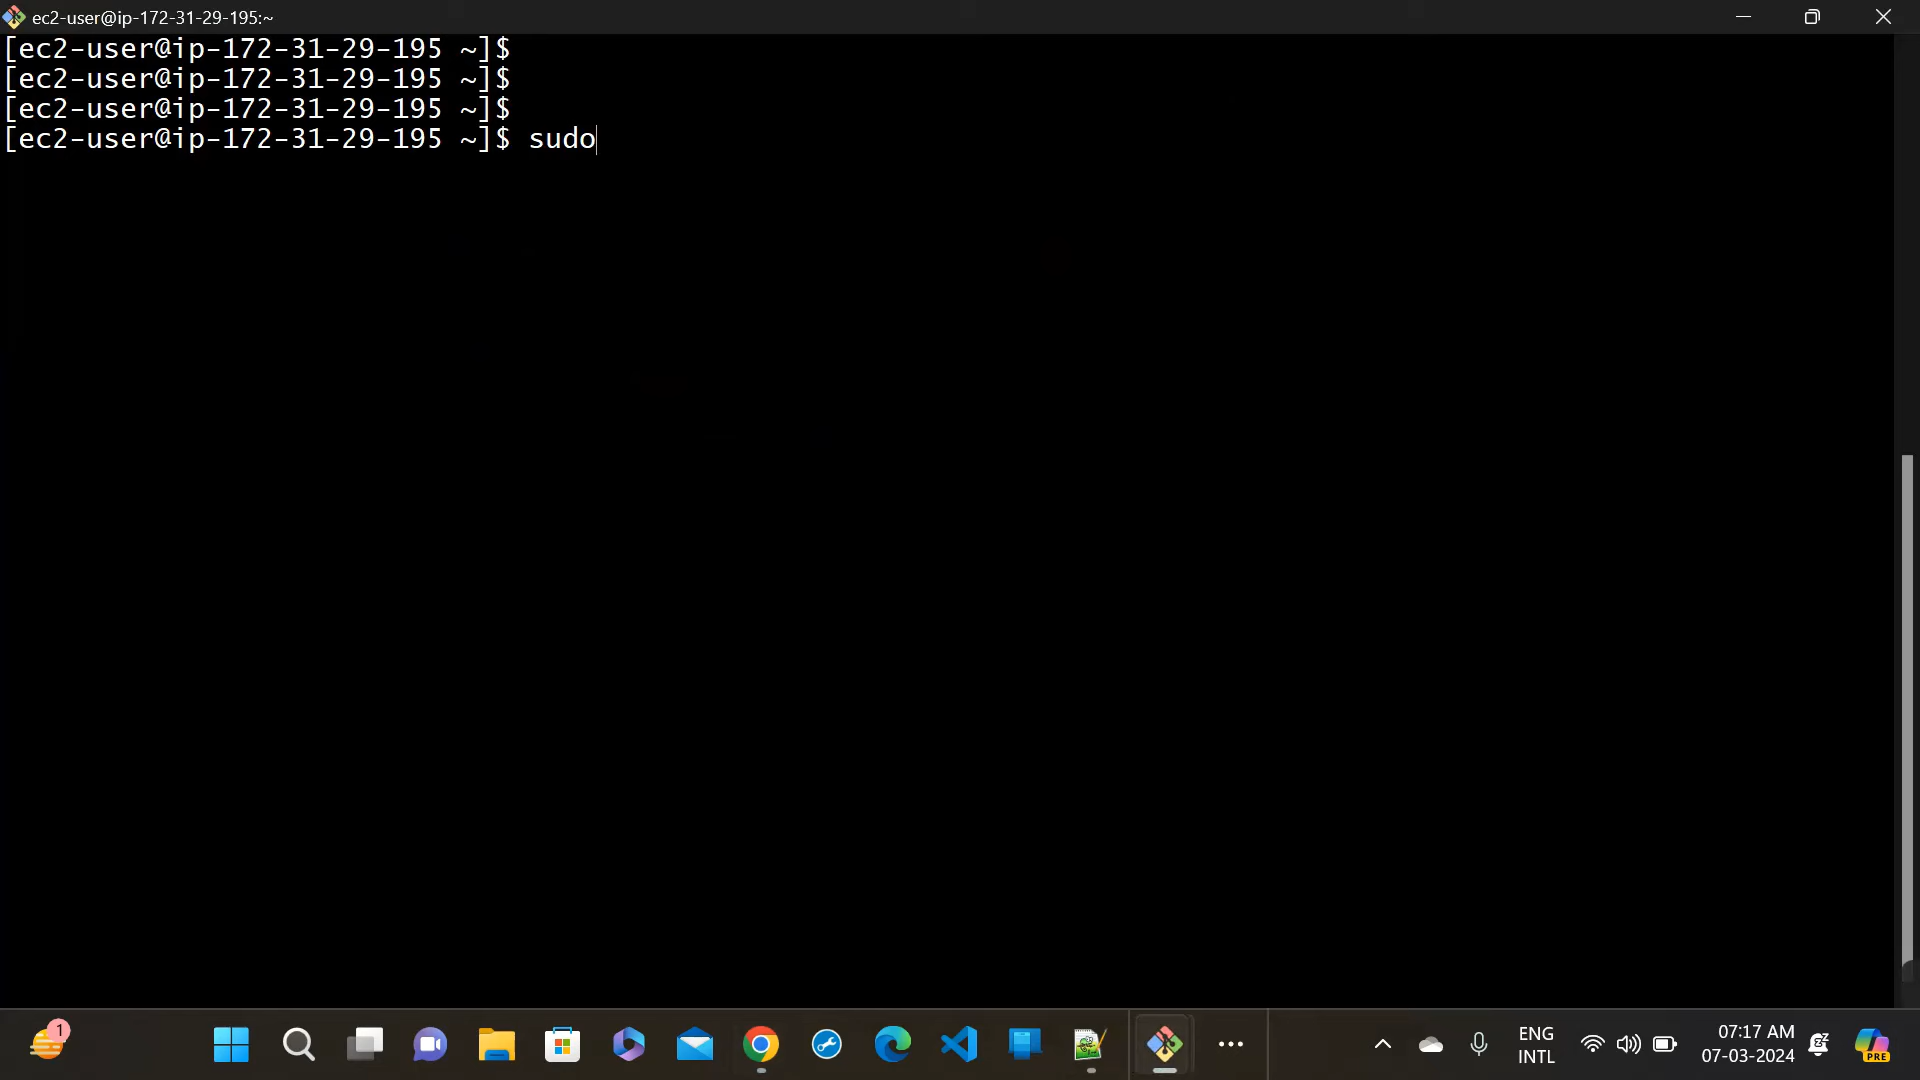 ec2-user@ip-172-31-29-195:~
[ec2-user@ip-172-31-29-195 ~]$
[ec2-user@ip-172-31-29-195 ~]$
[ec2-user@ip-172-31-29-195 ~]$
[ec2-user@ip-172-31-29-195 ~]$ sudo
1
ENG
INTL
07:17 AM
07-03-2024
PRE